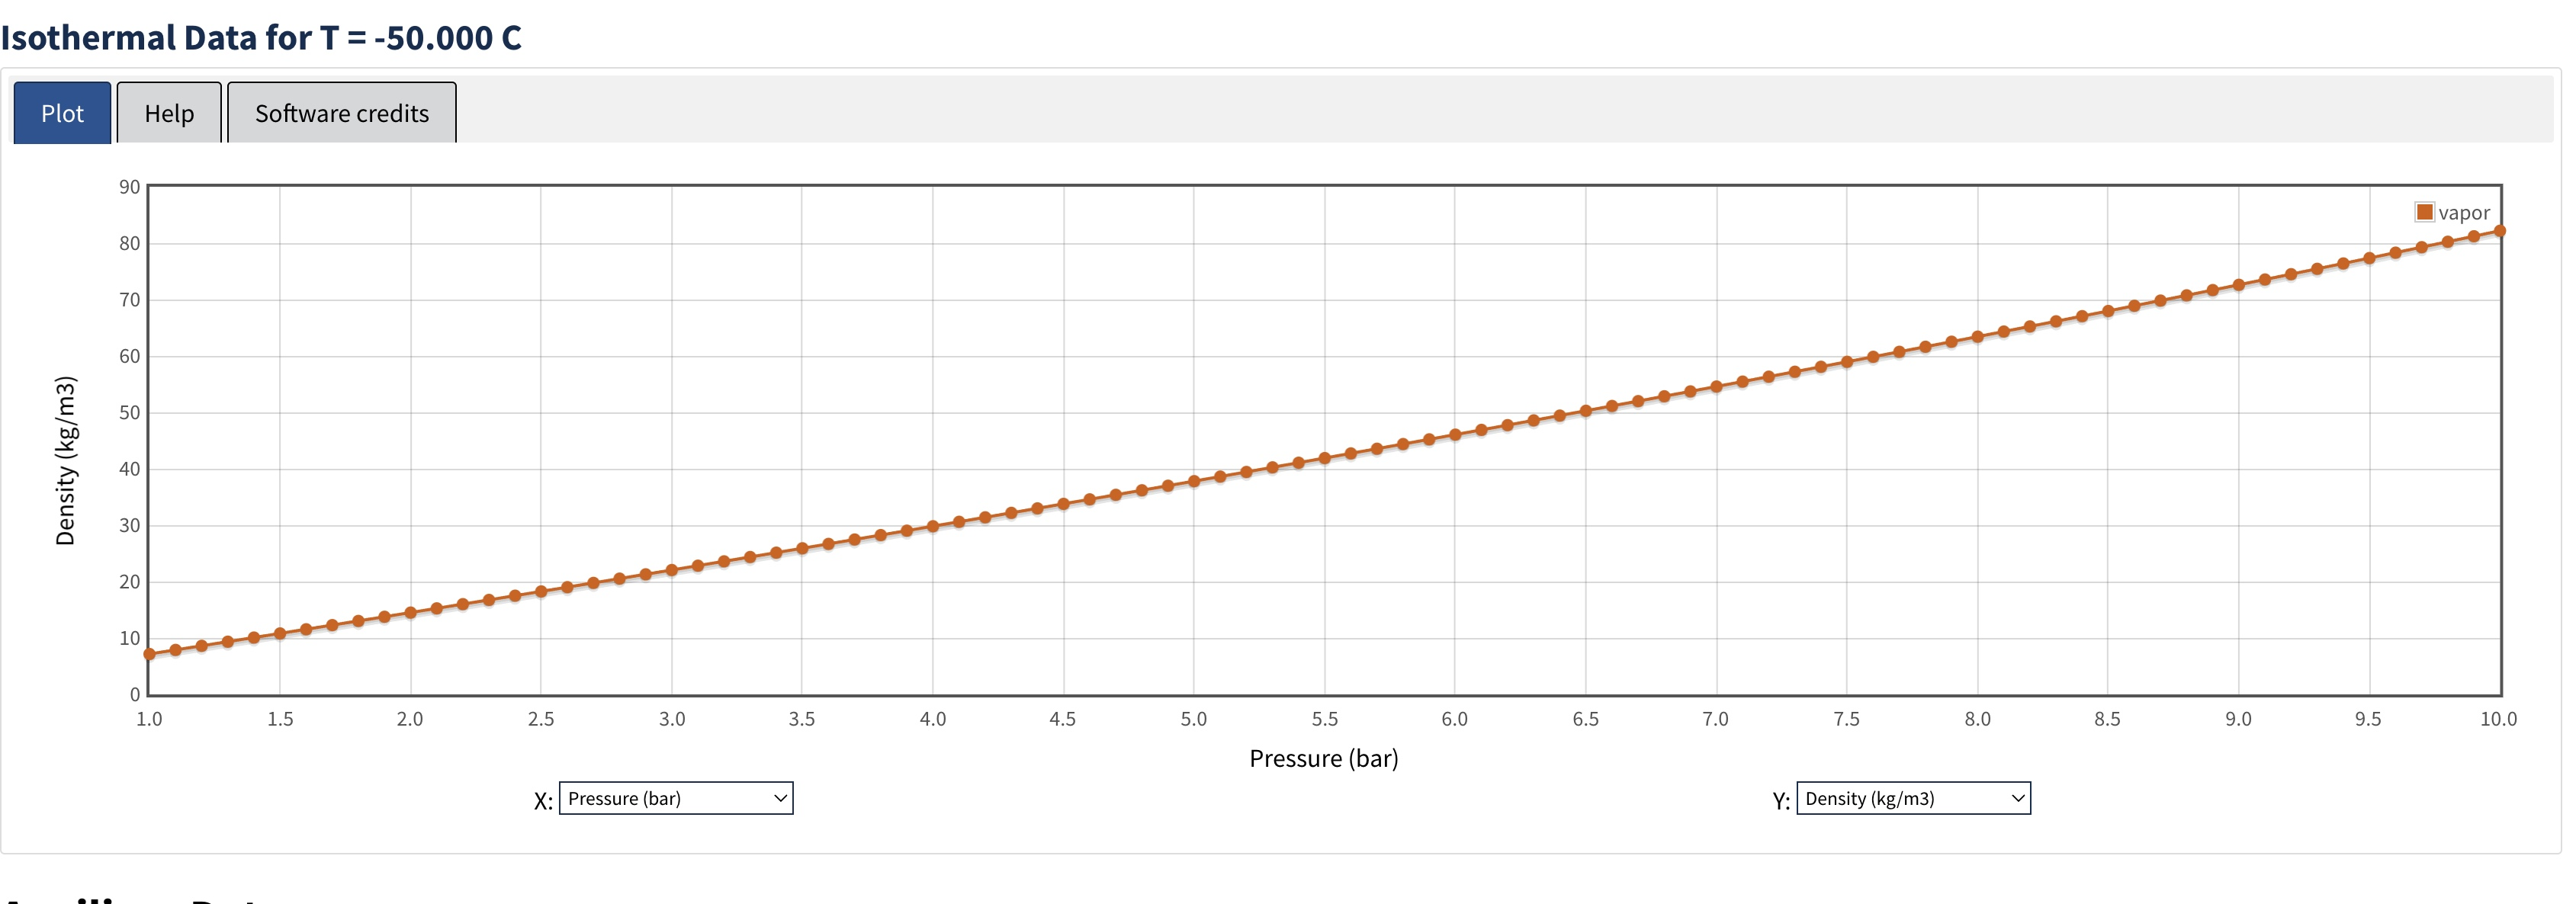 Isothermal Data for T = -50.000 C
Plot Help Software credits
90
80
70
60
50
40
30
20
10
0
Density (kg/m3)
vapor
1.0 1.5 2.0 2.5 3.0 3.5 4.0 4.5 5.0 5.5 6.0 6.5 7.0 7.5 8.0 8.5 9.0 9.5 10.0
Pressure (bar)
X: Pressure (bar) Y: Density (kg/m3)